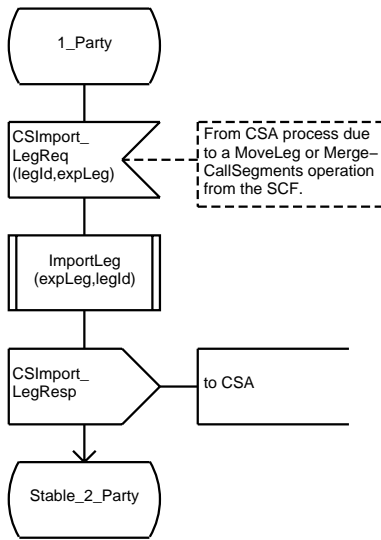 1_Party
CSImport_
LegReq
(legId,expLeg)
From CSA process due
to a MoveLeg or Merge−
CallSegments operation
from the SCF.
ImportLeg
(expLeg,legId)
CSImport_
LegResp
to CSA
Stable_2_Party